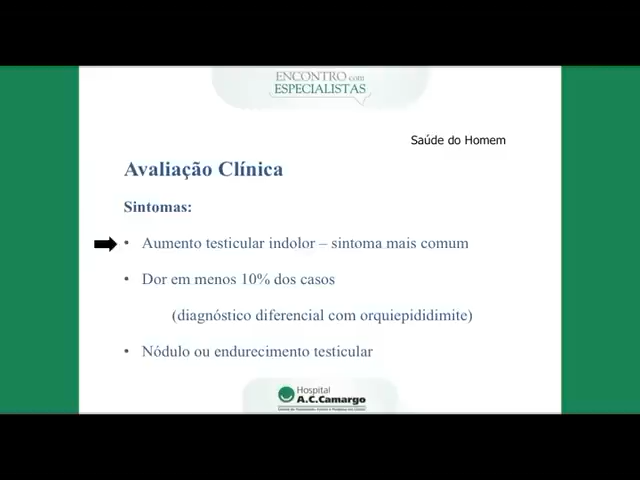 ENCONTRO com
ESPECIALISTAS
Saúde do Homem
Avaliação Clínica
Sintomas:
• Aumento testicular indolor – sintoma mais comum
• Dor em menos 10% dos casos
(diagnóstico diferencial com orquiepididimite)
• Nódulo ou endurecimento testicular
Hospital
A.C.Camargo